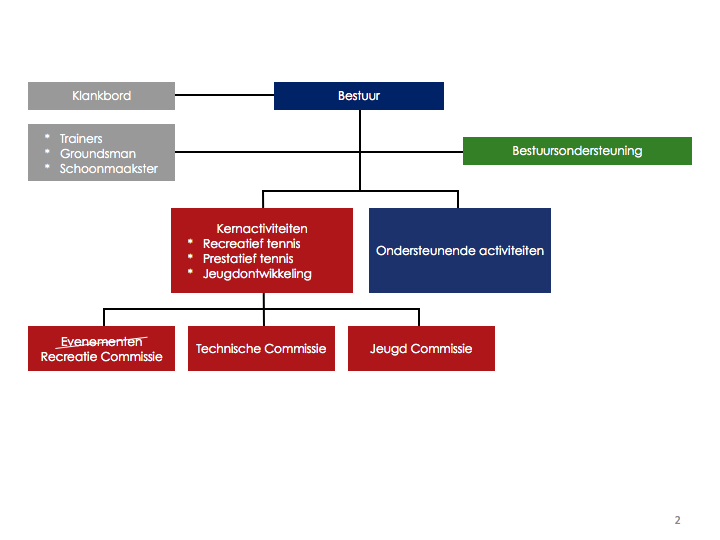 Klankbord
Bestuur
* Trainers
* Groundsman
* Schoonmaakster
Bestuursondersteuning
Kernactiviteiten
* Recreatief tennis
* Prestatief tennis
* Jeugdontwikkeling
Ondersteunende activiteiten
Evenementen
Recreatie Commissie
Technische Commissie
Jeugd Commissie
2